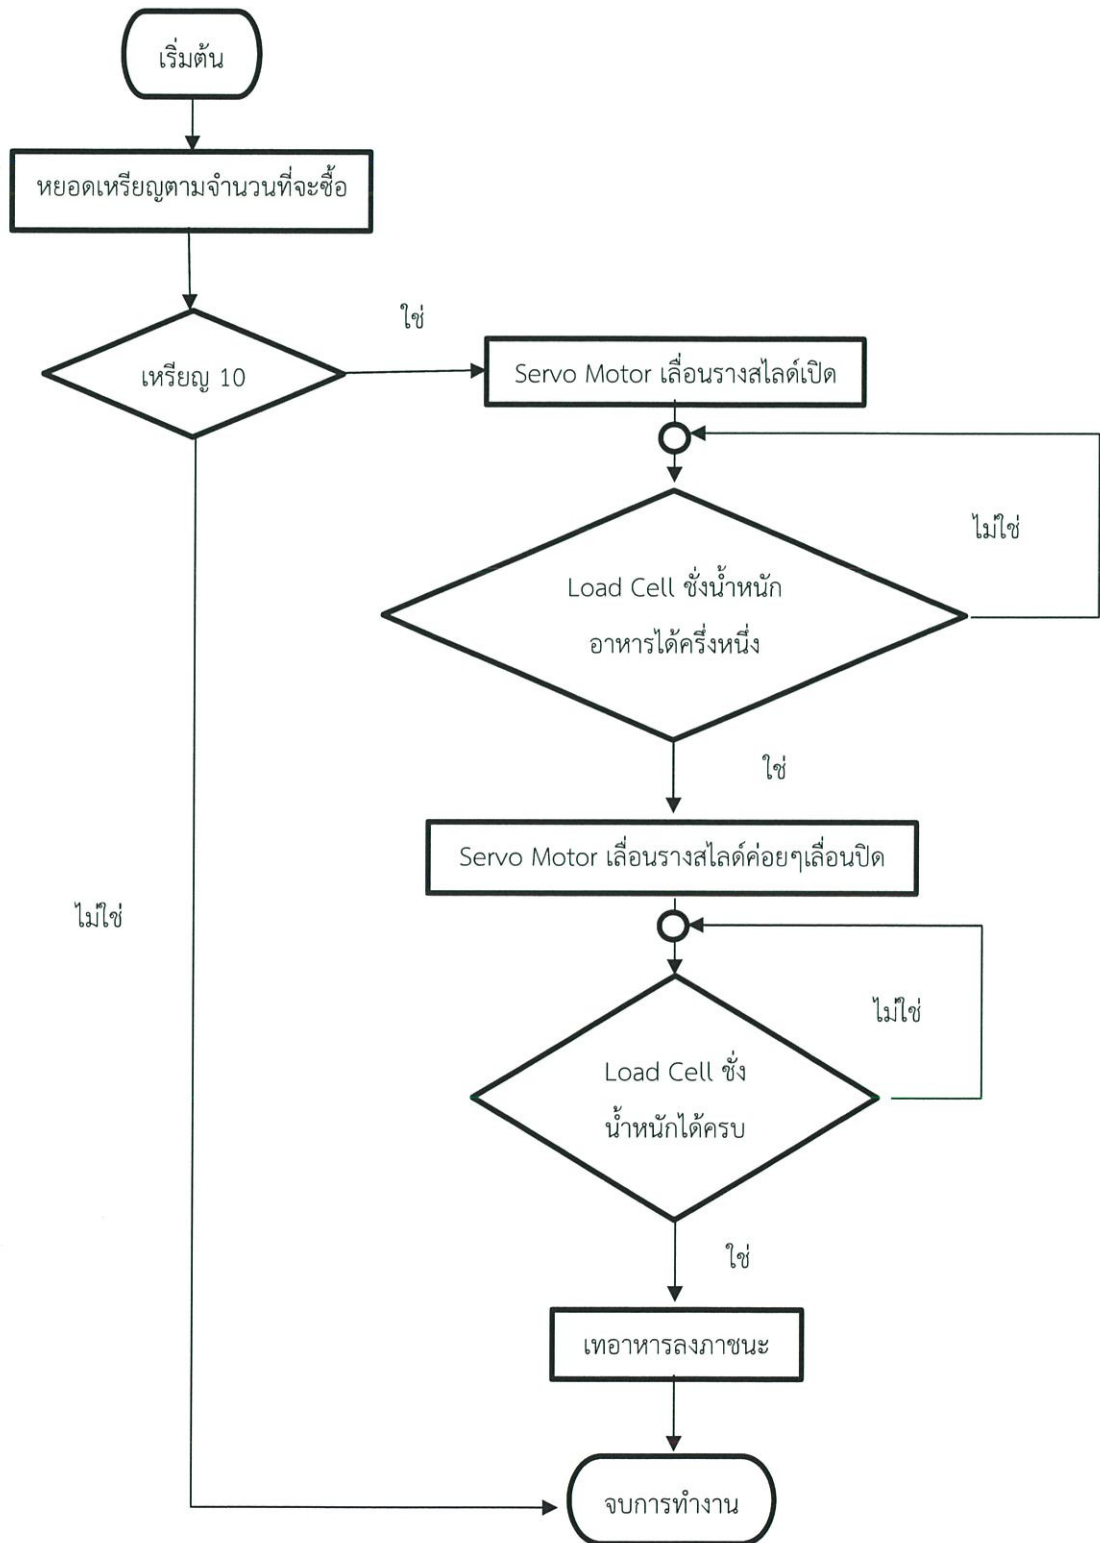 เริ่มต้น
หยอดเหรียญตามจำนวนที่จะซื้อ
ใช่
เหรียญ 10
Servo Motor เลื่อนรางสไลด์เปิด
ไม่ใช่
Load Cell ชั่งน้ำหนัก
อาหารได้ครึ่งหนึ่ง
ใช่
Servo Motor เลื่อนรางสไลด์ค่อยๆเลื่อนปิด
ไม่ใช่
ไม่ใช่
Load Cell ชั่ง
น้ำหนักได้ครบ
ใช่
เทอาหารลงภาชนะ
จบการทำงาน